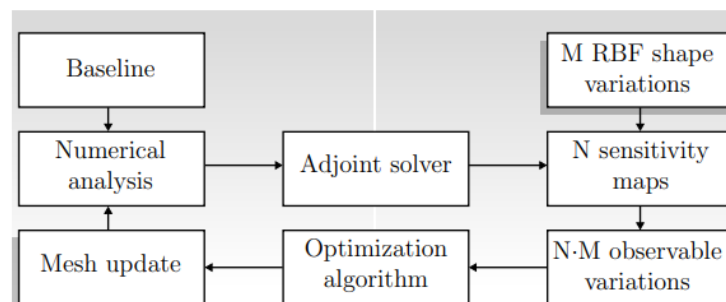 Baseline
M RBF shape
variations
Numerical
analysis
Adjoint solver
N sensitivity
maps
Mesh update
Optimization
algorithm
N·M observable
variations